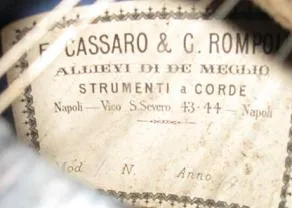 F. CASSARO & C. ROMPO
ALLIEVI DI DE MEGLIO
STRUMENTI a CORDE
Napoli — Vico S. Severo 43-44 — Napoli
Mod N. Anno